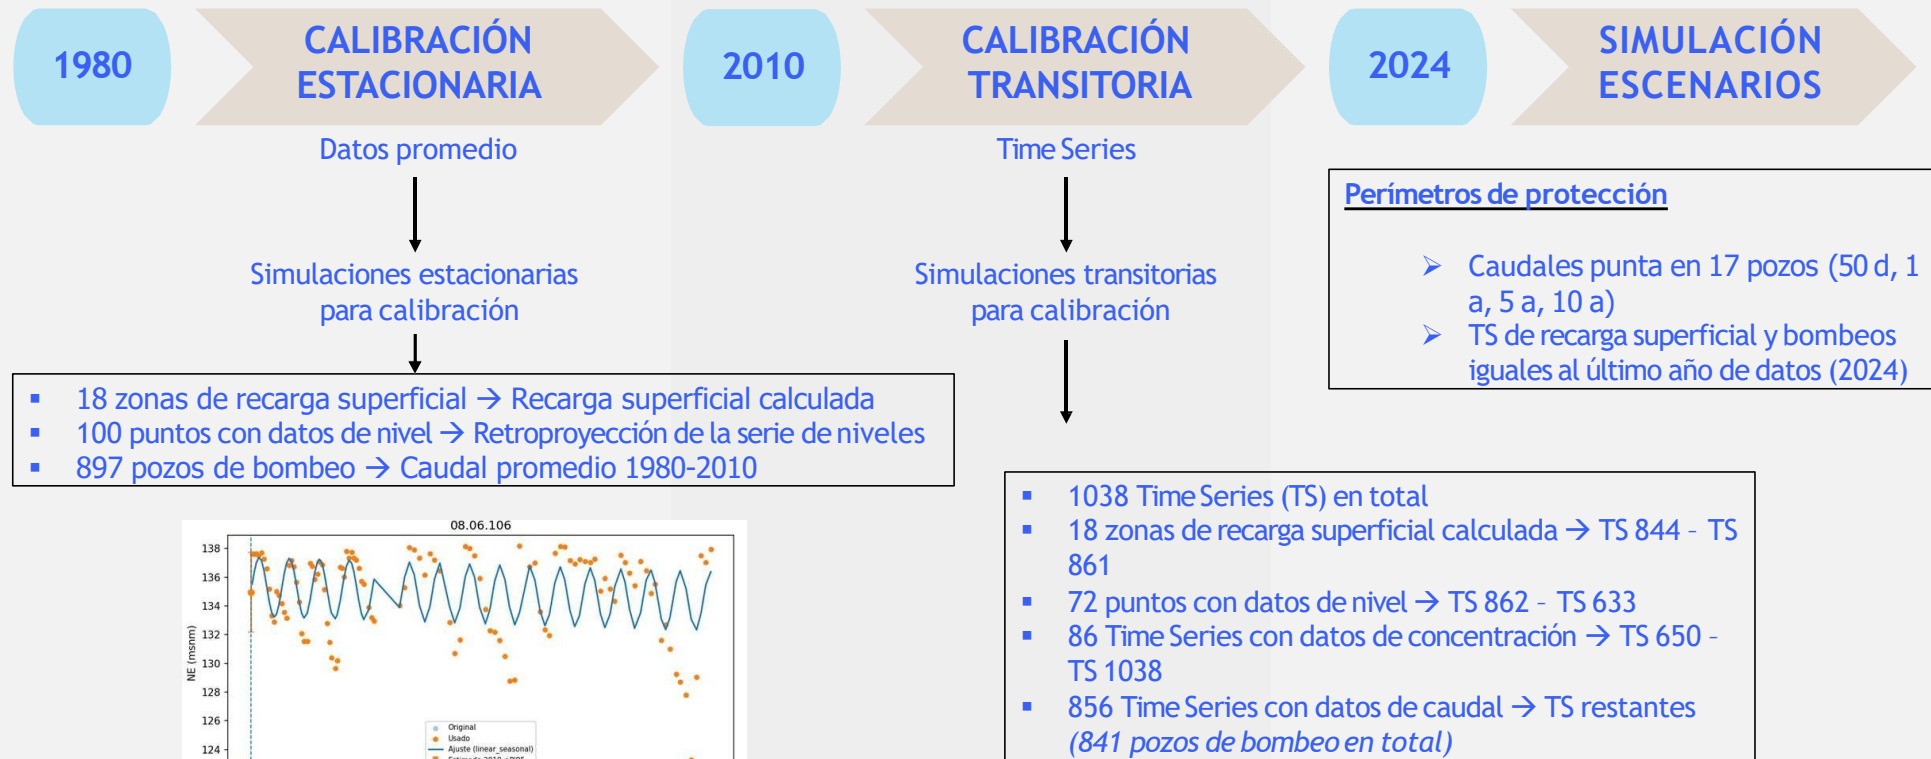 1980
CALIBRACIÓN
ESTACIONARIA
2010
CALIBRACIÓN
TRANSITORIA
2024
SIMULACIÓN
ESCENARIOS
Datos promedio
Simulaciones estacionarias
para calibración
▪ 18 zonas de recarga superficial → Recarga superficial calculada
▪ 100 puntos con datos de nivel → Retroproyección de la serie de niveles
▪ 897 pozos de bombeo → Caudal promedio 1980-2010
Time Series
Simulaciones transitorias
para calibración
Perímetros de protección
➢ Caudales punta en 17 pozos (50 d, 1
a, 5 a, 10 a)
➢ TS de recarga superficial y bombeos
iguales al último año de datos (2024)
▪ 1038 Time Series (TS) en total
▪ 18 zonas de recarga superficial calculada → TS 844 – TS
861
▪ 72 puntos con datos de nivel → TS 862 – TS 633
▪ 86 Time Series con datos de concentración → TS 650 –
TS 1038
▪ 856 Time Series con datos de caudal → TS restantes
(841 pozos de bombeo en total)
08.06.106
NE (msnm)
138
136
134
132
130
128
126
124
Original
Usado
Ajuste (linear_seasonal)